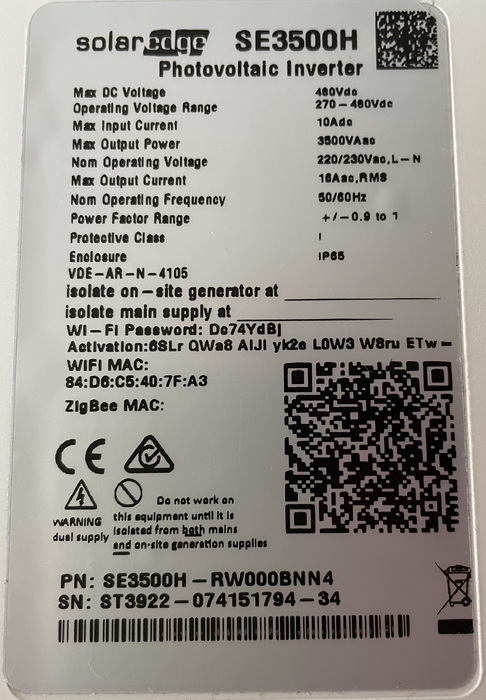 solaredge SE3500H
Photovoltaic Inverter
Max DC Voltage 480Vdc
Operating Voltage Range 270-480Vdc
Max Input Current 10Adc
Max Output Power 3500VAac
Nom Operating Voltage 220/230Vac,L-N
Max Output Current 16Aac,RMS
Nom Operating Frequency 50/60Hz
Power Factor Range +/-0.9 to 1
Protective Class I
Enclosure IP65
VDE-AR-N-4105
isolate on-site generator at
isolate main supply at
WI-FI Password: Dc74YdBj
Activation:6SLr QWa8 AIJI yk2e L0W3 W8ru ETw=
WIFI MAC:
84:D6:C5:40:7F:A3
ZigBee MAC:
CE
WARNING
dual supply
Do not work on
this equipment until it is
isolated from both mains
and on-site generation supplies
PN: SE3500H-RW000BNN4
SN: ST3922-074151794-34